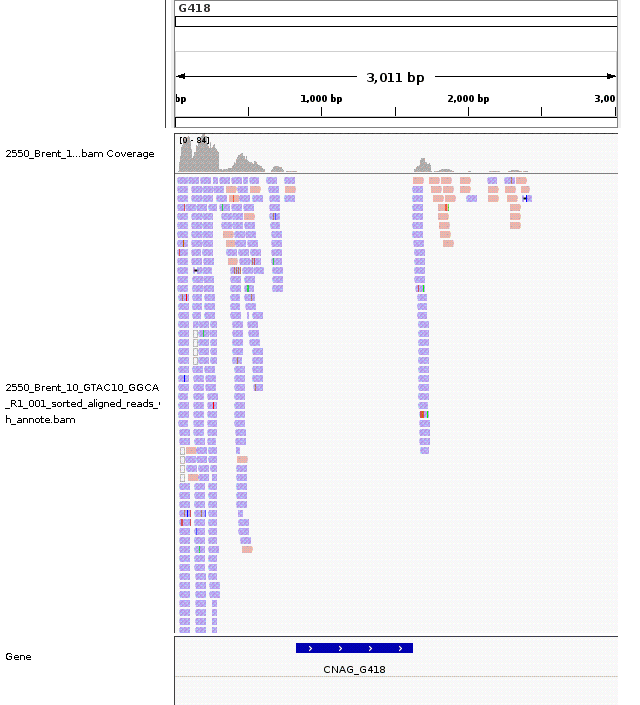 G418
3,011 bp
bp 1,000 bp 2,000 bp 3,00
[0 - 84]
2550_Brent_1...bam Coverage
2550_Brent_10_GTAC10_GGCA
_R1_001_sorted_aligned_reads_
h_annote.bam
Gene
CNAG_G418